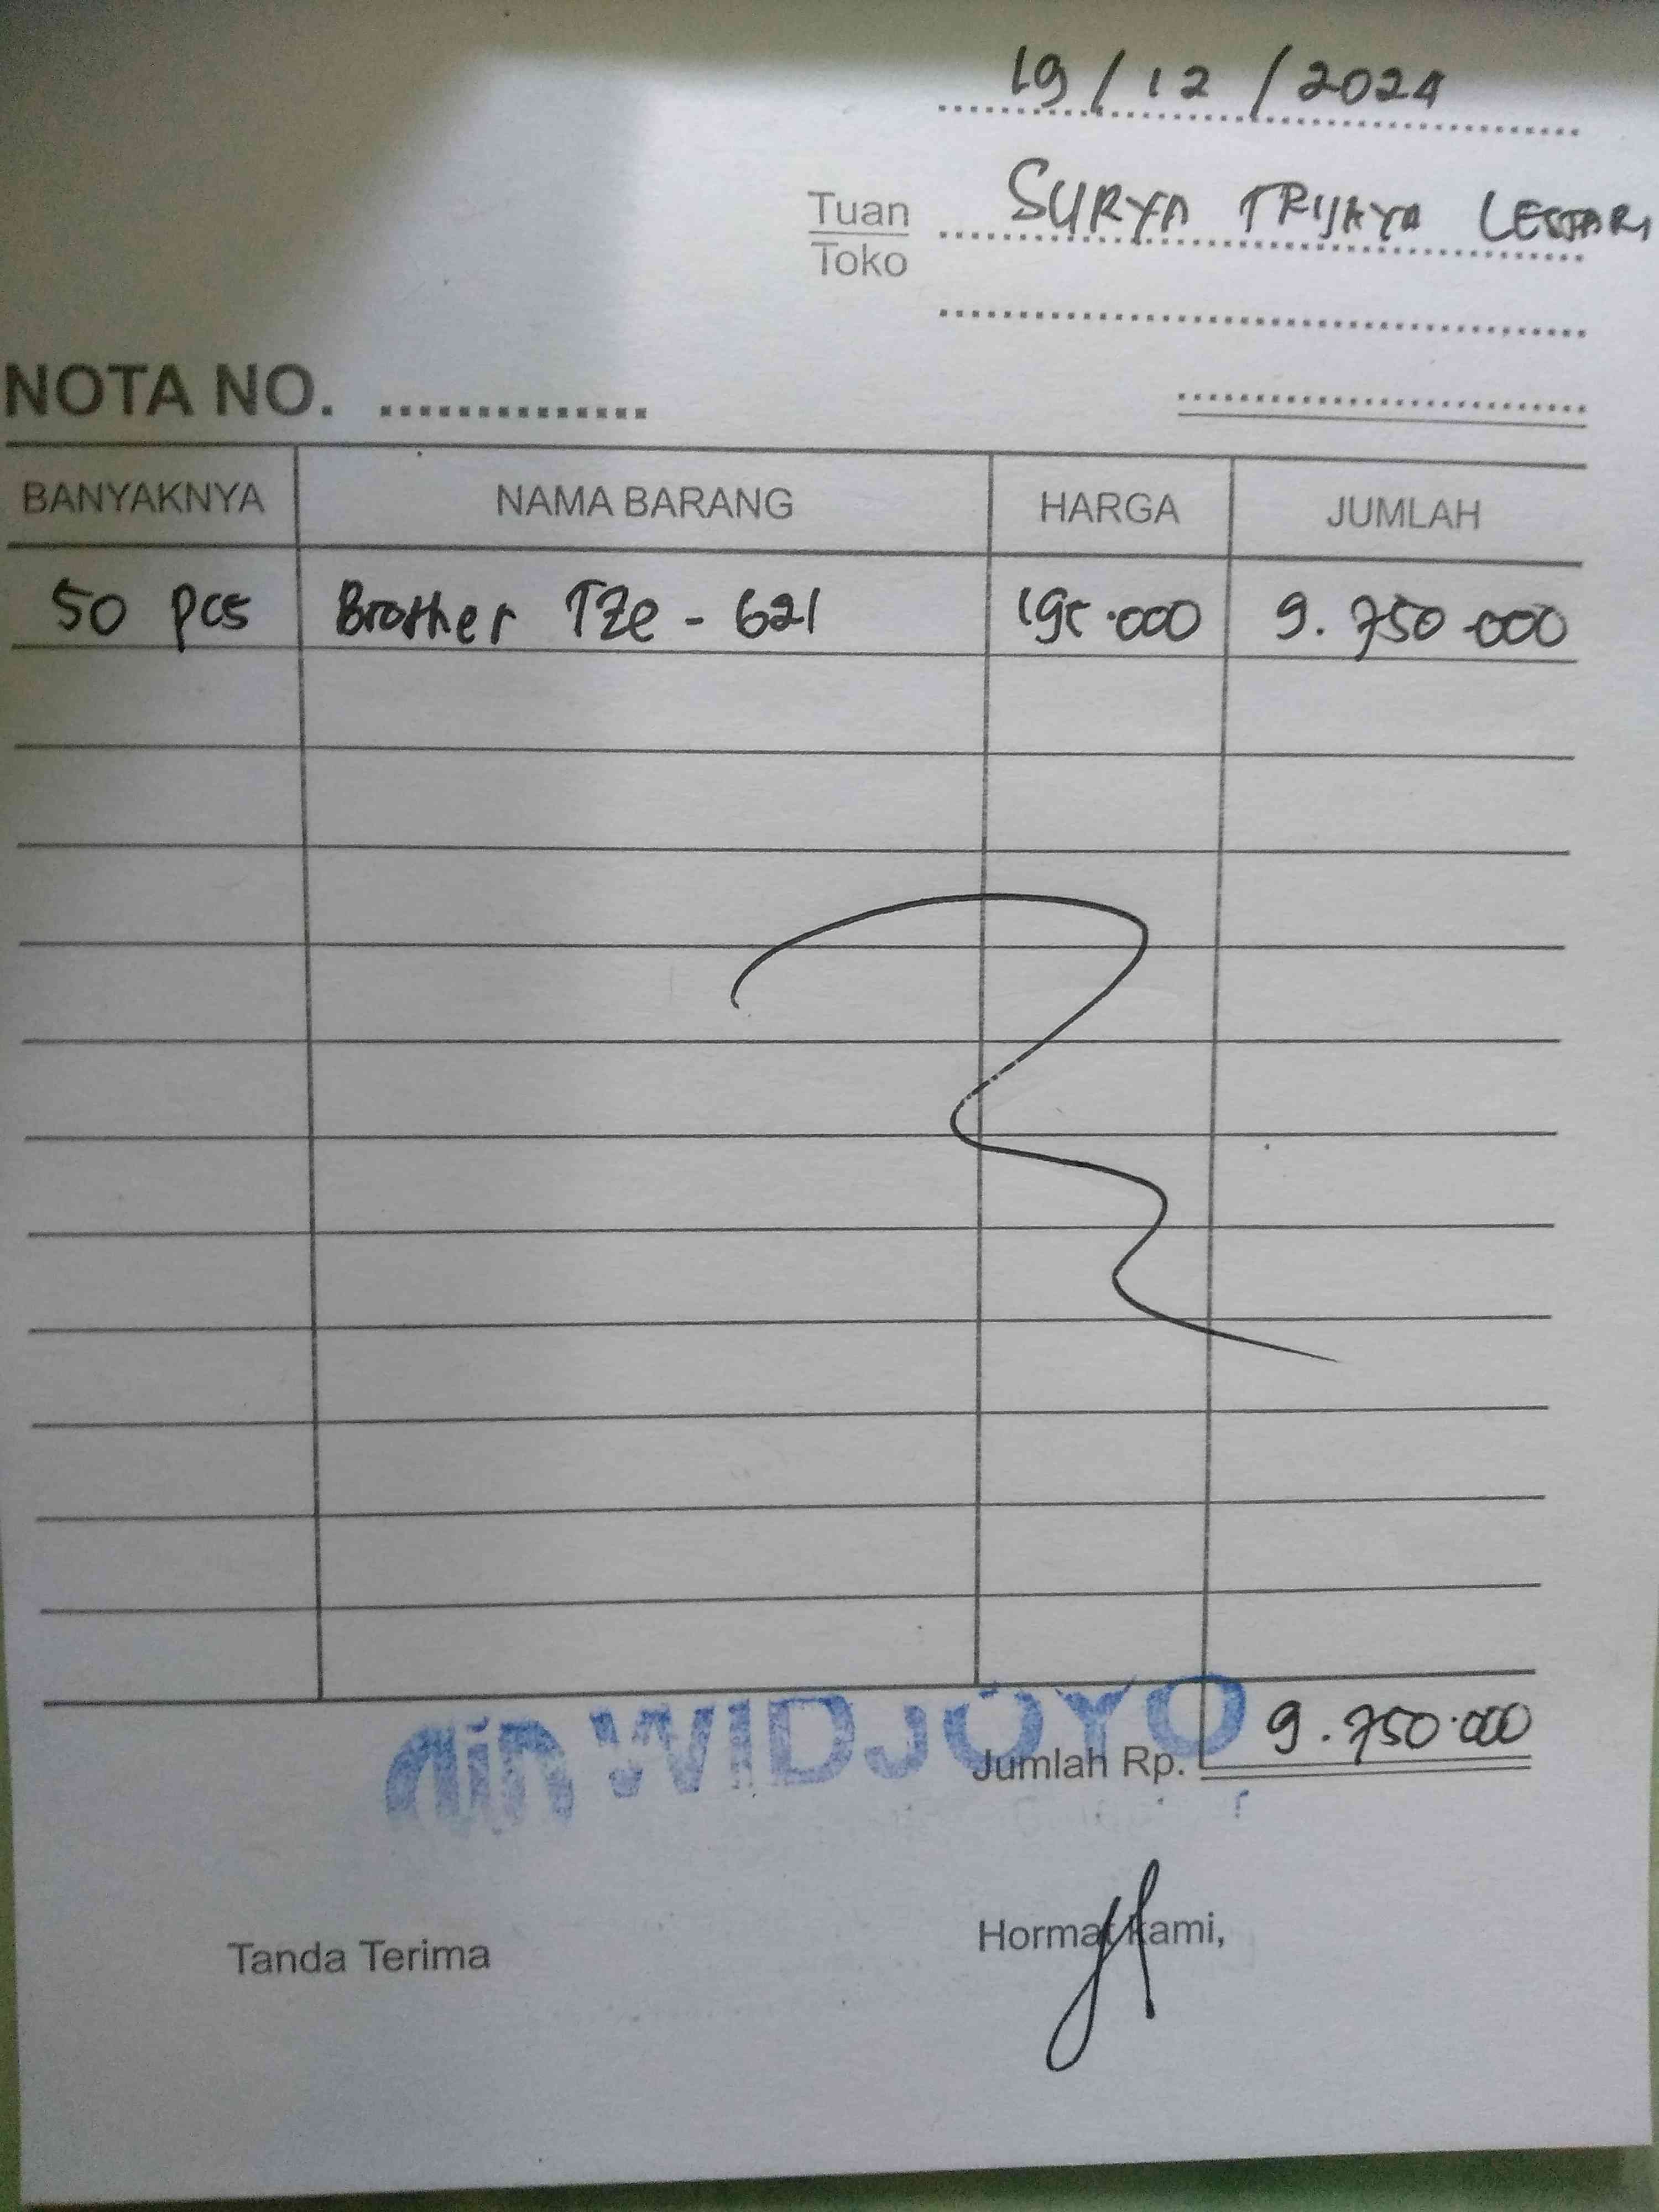 19/12/2024
Tuan SURYA TRIJAYA LESTARI
Toko
NOTA NO. ..............
BANYAKNYA NAMA BARANG HARGA JUMLAH
50 pcs Brother TZe-621 195.000 9.750.000
WIDJOYO
Jumlah Rp. 9.750.000
Tanda Terima Hormat kami,